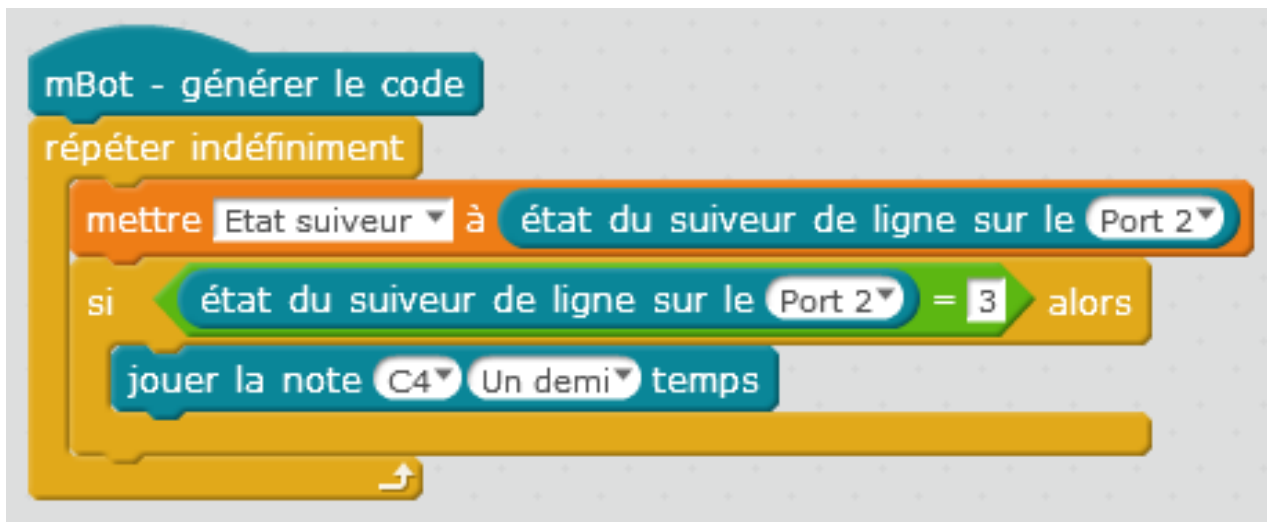 mBot - générer le code
répéter indéfiniment
mettre Etat suiveur à état du suiveur de ligne sur le Port 2
si état du suiveur de ligne sur le Port 2 = 3 alors
jouer la note C4 Un demi temps